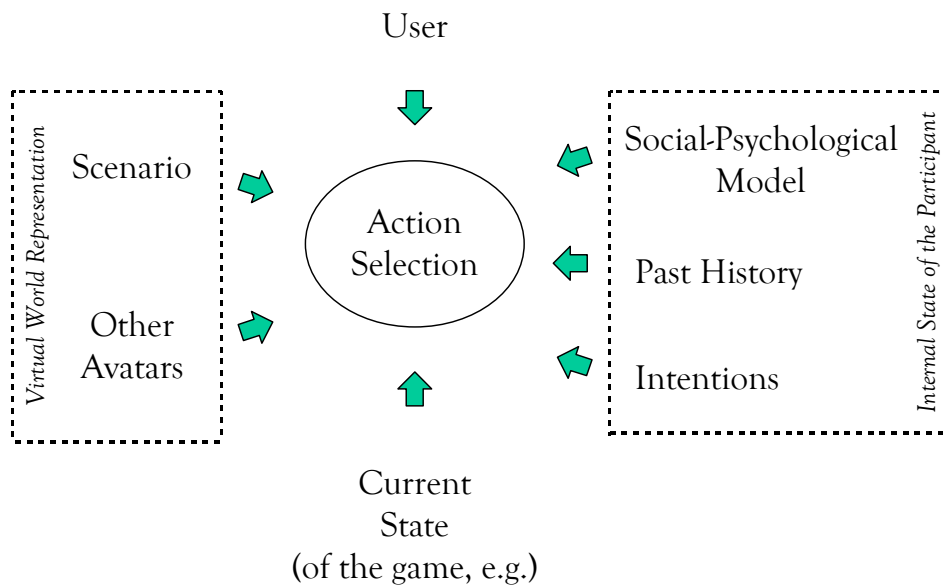 User
Virtual World Representation
Scenario
Other
Avatars
Action
Selection
Social-Psychological
Model
Past History
Intentions
Internal State of the Participant
Current
State
(of the game, e.g.)